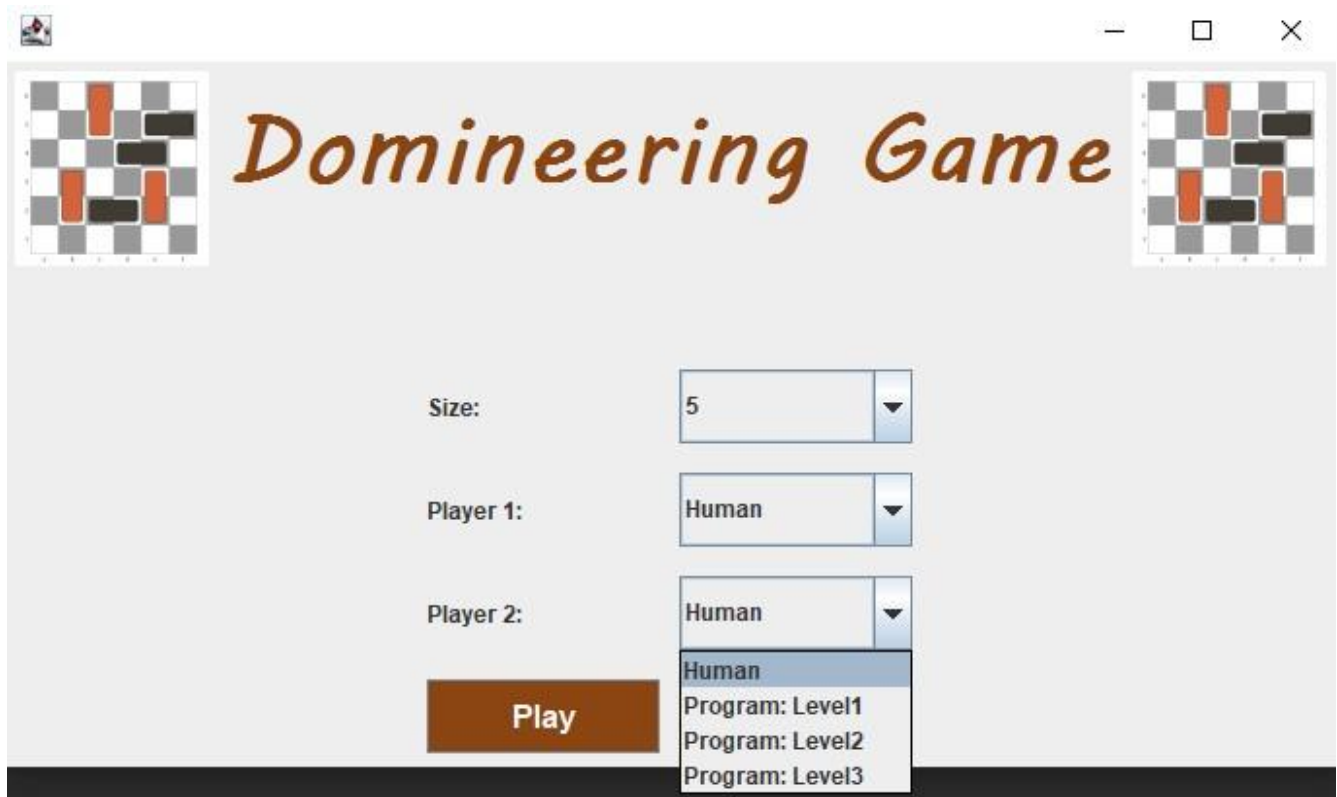 Domineering Game
Size:
5
Player 1:
Human
Player 2:
Human
Human
Program: Level1
Program: Level2
Program: Level3
Play